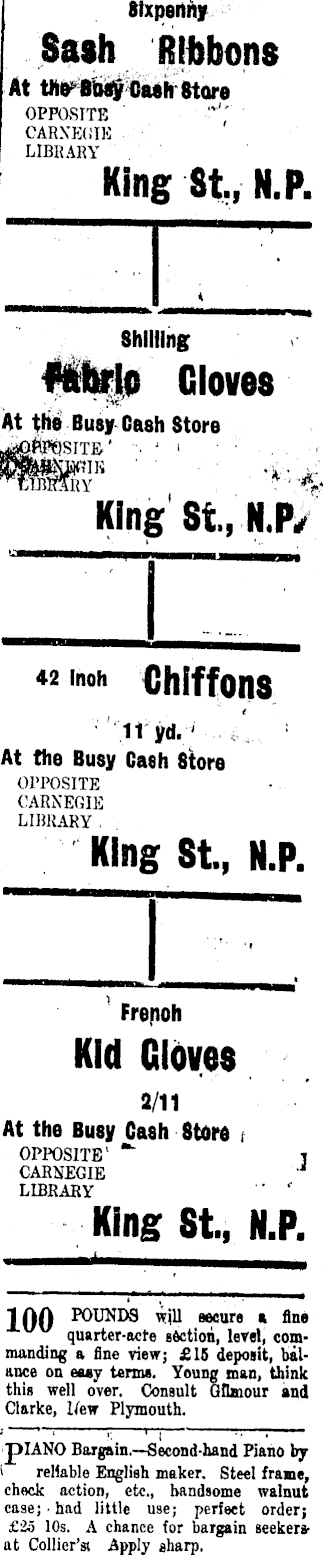 Sixpenny
Sash Ribbons
At the Busy Cash Store
OPPOSITE
CARNEGIE
LIBRARY
King St., N.P.
Shilling
Fabric Gloves
At the Busy Cash Store
OPPOSITE
CARNEGIE
LIBRARY
King St., N.P.
42 Inch Chiffons
11 yd.
At the Busy Cash Store
OPPOSITE
CARNEGIE
LIBRARY
King St., N.P.
French
Kid Gloves
2/11
At the Busy Cash Store
OPPOSITE
CARNEGIE
LIBRARY
King St., N.P.
100 POUNDS will secure a fine
quarter-acre section, level, com-
manding a fine view; £15 deposit, bal-
ance on easy terms. Young man, think
this well over. Consult Gilmour and
Clarke, New Plymouth.
PIANO Bargain.—Second-hand Piano by
reliable English maker. Steel frame,
check action, etc., handsome walnut
case; had little use; perfect order;
£25 10s. A chance for bargain seekers
at Collier's. Apply sharp.